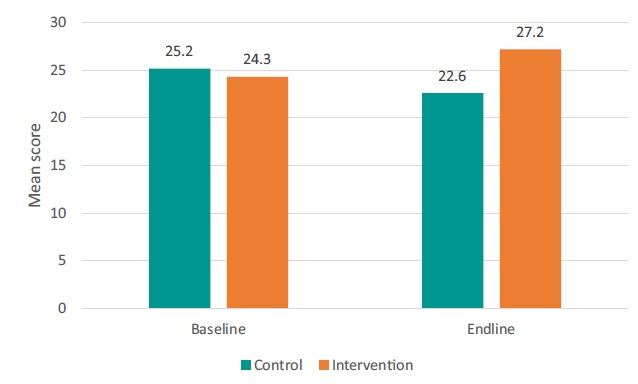 30
25
20
15
10
5
0
Mean score
25.2
24.3
22.6
27.2
Baseline
Endline
Control
Intervention